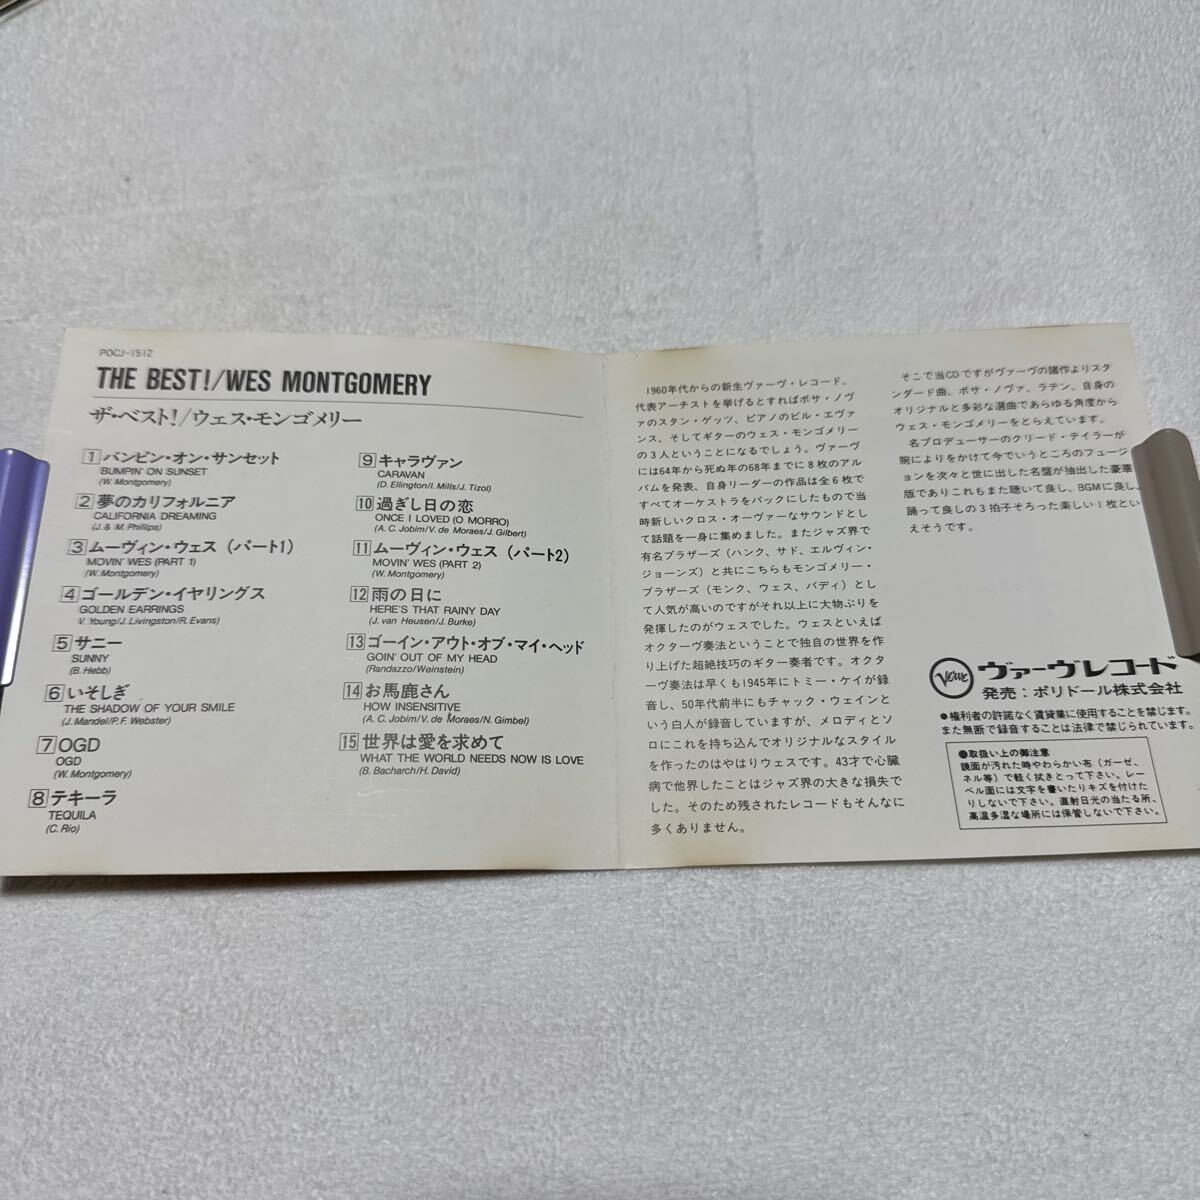 POCJ-1512
THE BEST!/WES MONTGOMERY
ザ・ベスト!/ウェス・モンゴメリー
1 バンピン・オン・サンセット
BUMPIN' ON SUNSET
(W. Montgomery)
2 夢のカリフォルニア
CALIFORNIA DREAMING
(J. & M. Phillips)
3 ムーヴィン・ウェス (パート1)
MOVIN' WES (PART 1)
(W. Montgomery)
4 ゴールデン・イヤリングス
GOLDEN EARRINGS
V. Young/J. Livingston/R. Evans)
5 サニー
SUNNY
(B. Hebb)
6 いそしぎ
THE SHADOW OF YOUR SMILE
(J. Mandel/P. F. Webster)
7 OGD
OGD
(W. Montgomery)
8 テキーラ
TEQUILA
(C. Rio)
9 キャラヴァン
CARAVAN
(D. Ellington/I. Mills/J. Tizol)
10 過ぎし日の恋
ONCE I LOVED (O MORRO)
(A. C. Jobim/V. de Moraes/J. Gilbert)
11 ムーヴィン・ウェス (パート2)
MOVIN' WES (PART 2)
(W. Montgomery)
12 雨の日に
HERE'S THAT RAINY DAY
(J. van Heusen/J. Burke)
13 ゴーイン・アウト・オブ・マイ・ヘッド
GOIN' OUT OF MY HEAD
(Randazzo/Weinstein)
14 お馬鹿さん
HOW INSENSITIVE
(A. C. Jobim/V. de Moraes/N. Gimbel)
15 世界は愛を求めて
WHAT THE WORLD NEEDS NOW IS LOVE
(B. Bacharch/H. David)
1960年代からの新生ヴァーヴ・レコード、
代表アーチストを挙げるとすればボサ・ノヴ
ァのスタン・ゲッツ、ピアノのビル・エヴァ
ンス、そしてギターのウェス・モンゴメリー
の3人ということになるでしょう。ヴァーヴ
には64年から死ぬ年の68年までに8枚のアル
バムを発表、自身リーダーの作品は全6枚で
すべてオーケストラをバックにしたもので当
時新しいクロス・オーヴァーなサウンドとし
て話題を一身に集めました。またジャズ界で
有名ブラザーズ (ハンク、サド、エルヴィン・
ジョーンズ) と共にこちらもモンゴメリー・
ブラザーズ (モンク、ウェス、バディ) とし
て人気が高いのですがそれ以上に大物ぶりを
発揮したのがウェスでした。ウェスといえば
オクターヴ奏法ということで独自の世界を作
り上げた超絶技巧のギター奏者です。オクタ
ーヴ奏法は早くも1945年にトミー・ケイが録
音し、50年代前半にもチャック・ウェインと
いう白人が録音していますが、メロディとソ
ロにこれを持ち込んでオリジナルなスタイル
を作ったのはやはりウェスです。43才で心臓
病で他界したことはジャズ界の大きな損失で
した。そのため残されたレコードもそんなに
多くありません。
そこで当CDですがヴァーヴの諸作よりスタ
ンダード曲、ボサ・ノヴァ、ラテン、自身の
オリジナルと多彩な選曲であらゆる角度から
ウェス・モンゴメリーをとらえています。
名プロデューサーのクリード・テイラーが
腕によりをかけて今でいうところのフュージ
ョンを次々と世に出した名盤が抽出した豪華
版でありこれもまた聴いて良し、BGMに良し、
踊って良しの3拍子そろった楽しい1枚とい
えそうです。
Verve ヴァーヴレコード
発売：ポリドール株式会社
●権利者の許諾なく賃貸業に使用することを禁じます。
また無断で録音することは法律で禁じられています。
●取扱い上の御注意
鏡面が汚れた時やわらかい布 (ガーゼ、
ネル等) で軽く拭きとって下さい。レー
ベル面には文字を書いたりキズを付けた
りしないで下さい。直射日光の当たる所、
高温多湿な場所には保管しないで下さい。